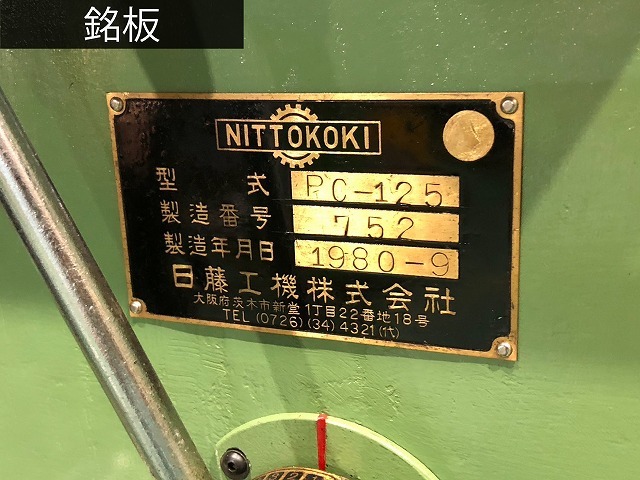 銘板
NITTOKOKI
型 式 PC-125
製造番号 752
製造年月日 1980-9
日藤工機株式会社
大阪府茨木市新堂1丁目22番地18号
TEL (0726) (34) 4321 (代)